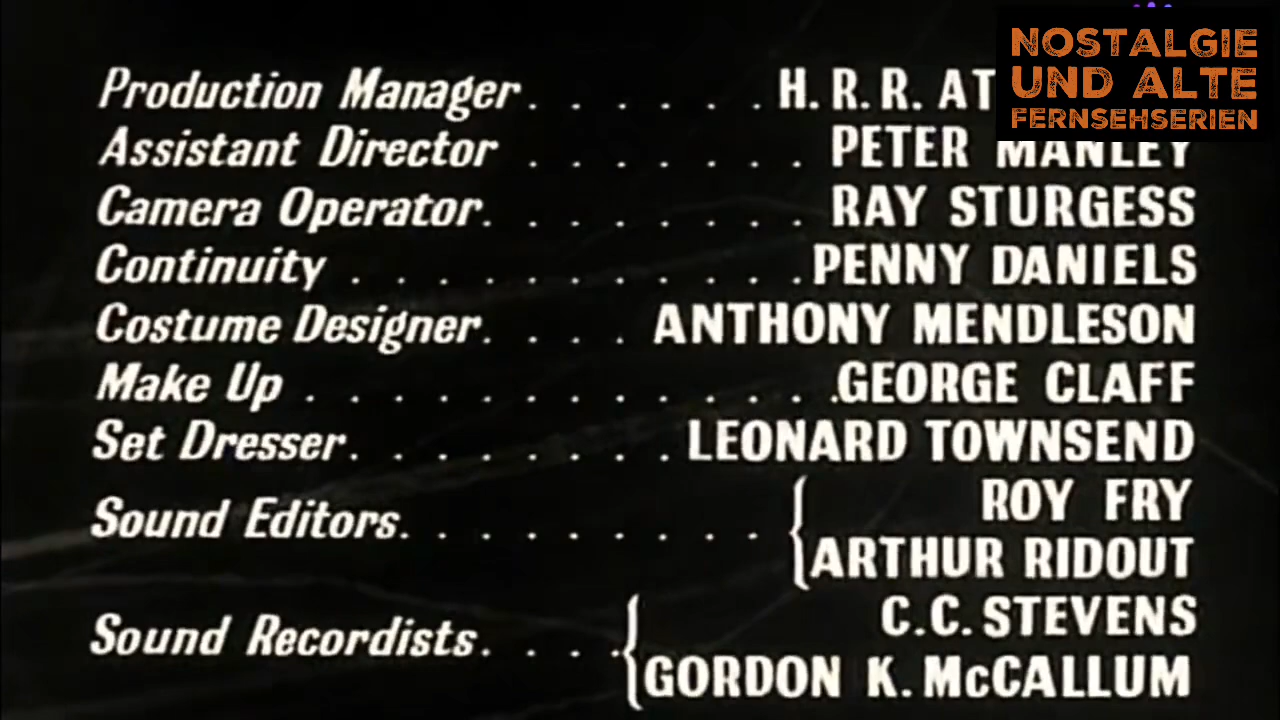 NOSTALGIE
UND ALTE
FERNSEHSERIEN
Production Manager. . . . . . H. R. R.
Assistant Director . . . . . . . PETER MANLEY
Camera Operator. . . . . . . . RAY STURGESS
Continuity . . . . . . . . . . . PENNY DANIELS
Costume Designer. . . . ANTHONY MENDLESON
Make Up . . . . . . . . . . . . . GEORGE CLAFF
Set Dresser. . . . . . . . LEONARD TOWNSEND
Sound Editors. . . . . . . . . { ROY FRY
ARTHUR RIDOUT
Sound Recordists. . . . { C.C. STEVENS
GORDON K. McCALLUM